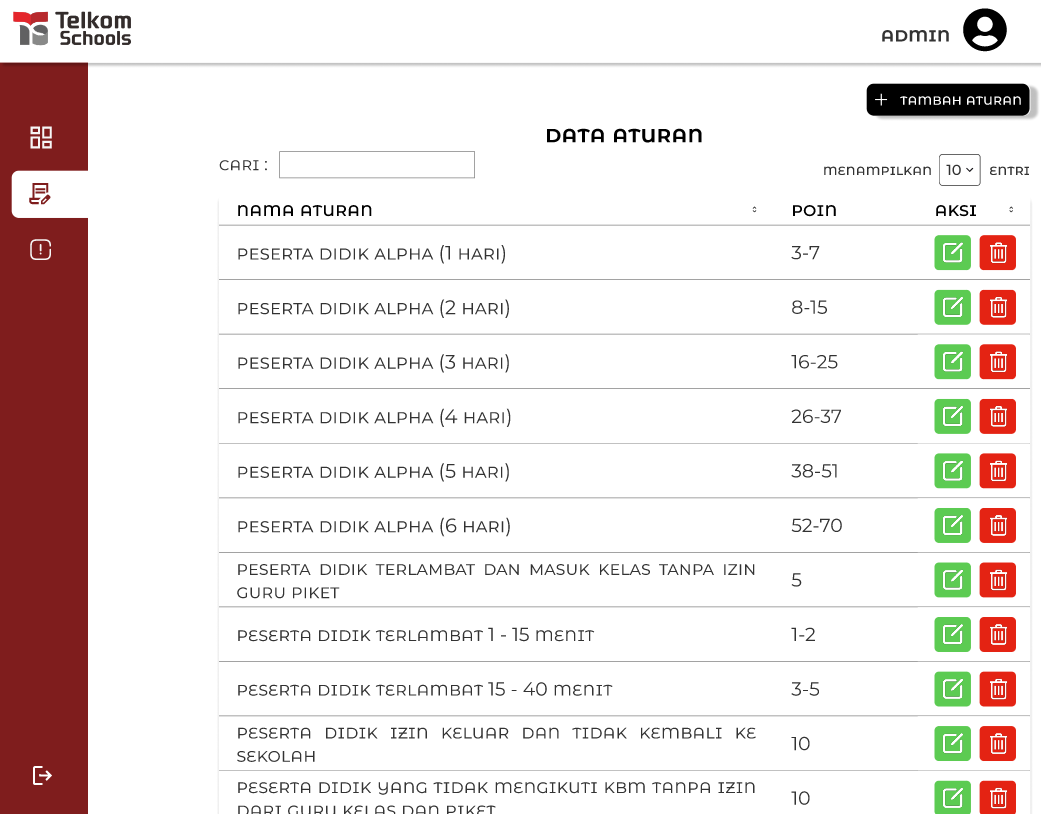 Telkom
Schools
ADMIN
+ TAMBAH ATURAN
DATA ATURAN
CARI :
MENAMPILKAN 10 ENTRI
NAMA ATURAN POIN AKSI
PESERTA DIDIK ALPHA (1 HARI) 3-7
PESERTA DIDIK ALPHA (2 HARI) 8-15
PESERTA DIDIK ALPHA (3 HARI) 16-25
PESERTA DIDIK ALPHA (4 HARI) 26-37
PESERTA DIDIK ALPHA (5 HARI) 38-51
PESERTA DIDIK ALPHA (6 HARI) 52-70
PESERTA DIDIK TERLAMBAT DAN MASUK KELAS TANPA IZIN
GURU PIKET
5
PESERTA DIDIK TERLAMBAT 1 - 15 MENIT 1-2
PESERTA DIDIK TERLAMBAT 15 - 40 MENIT 3-5
PESERTA DIDIK IZIN KELUAR DAN TIDAK KEMBALI KE
SEKOLAH
10
PESERTA DIDIK YANG TIDAK MENGIKUTI KBM TANPA IZIN
DARI GURU KELAS DAN PIKET
10